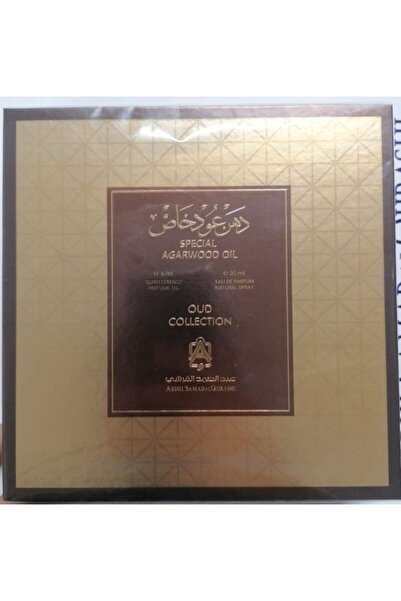 دهن عود خاص
SPECIAL
AGARWOOD OIL
e 6 mL
QUINTESSENCE
PERFUME OIL
e 30 mL
EAU DE PARFUM
NATURAL SPRAY
OUD
COLLECTION
عبد الصمد القرشي
ABDUL SAMAD AL QURASHI